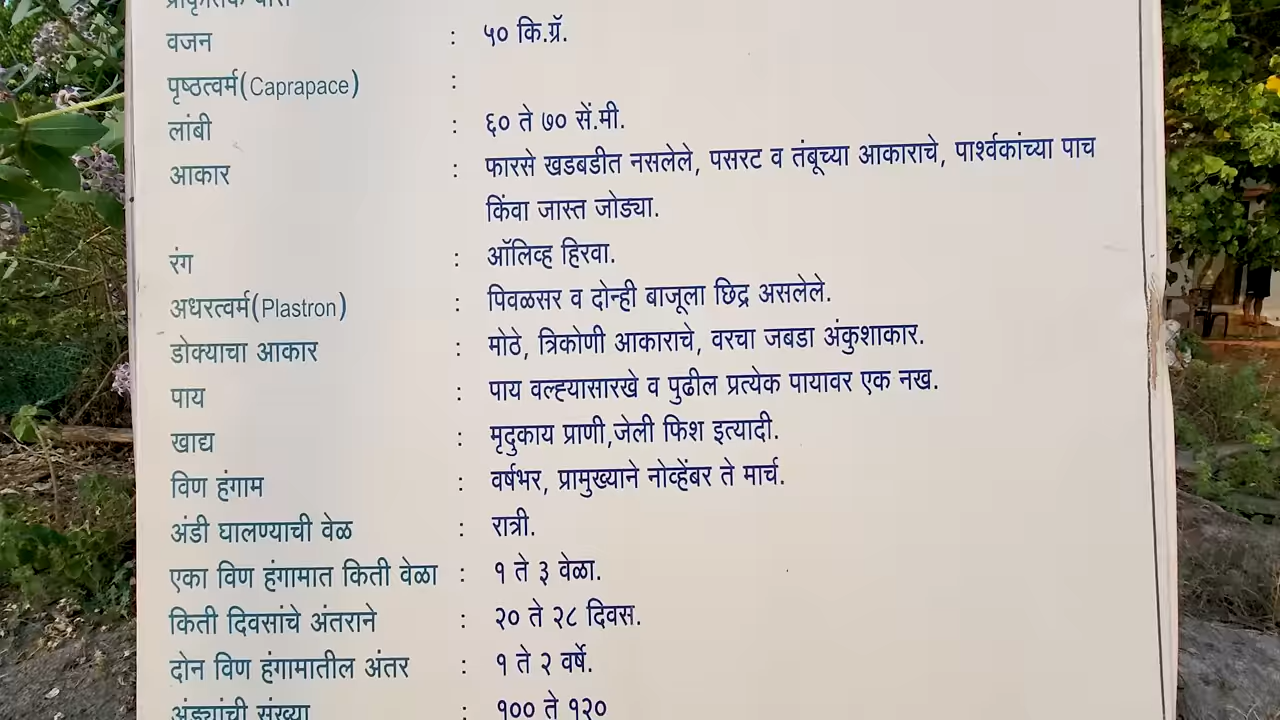 वजन : ५० कि.ग्रॅ.
पृष्ठत्वर्म(Caprapace) :
लांबी : ६० ते ७० सें.मी.
आकार : फारसे खडबडीत नसलेले, पसरट व तंबूच्या आकाराचे, पार्श्वकांच्या पाच
किंवा जास्त जोड्या.
रंग : ऑलिव्ह हिरवा.
अधरत्वर्म(Plastron) : पिवळसर व दोन्ही बाजूला छिद्र असलेले.
डोक्याचा आकार : मोठे, त्रिकोणी आकाराचे, वरचा जबडा अंकुशाकार.
पाय : पाय वल्ह्यासारखे व पुढील प्रत्येक पायावर एक नख.
खाद्य : मृदुकाय प्राणी,जेली फिश इत्यादी.
विण हंगाम : वर्षभर, प्रामुख्याने नोव्हेंबर ते मार्च.
अंडी घालण्याची वेळ : रात्री.
एका विण हंगामात किती वेळा : १ ते ३ वेळा.
किती दिवसांचे अंतराने : २० ते २८ दिवस.
दोन विण हंगामातील अंतर : १ ते २ वर्षे.
अंड्यांची संख्या : १०० ते १२०